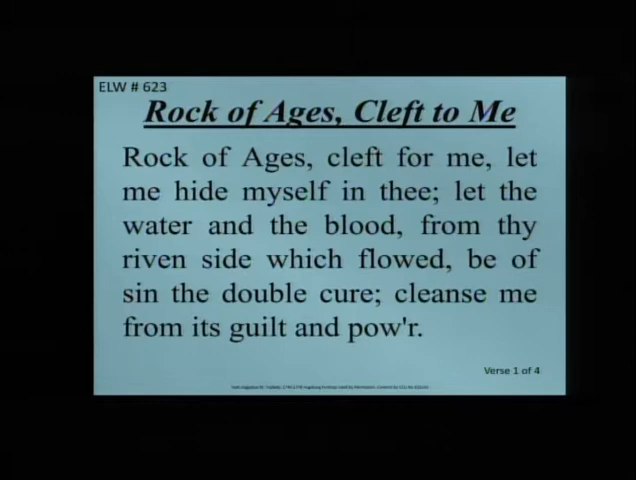 ELW # 623
Rock of Ages, Cleft to Me
Rock of Ages, cleft for me, let
me hide myself in thee; let the
water and the blood, from thy
riven side which flowed, be of
sin the double cure; cleanse me
from its guilt and pow'r.
Verse 1 of 4